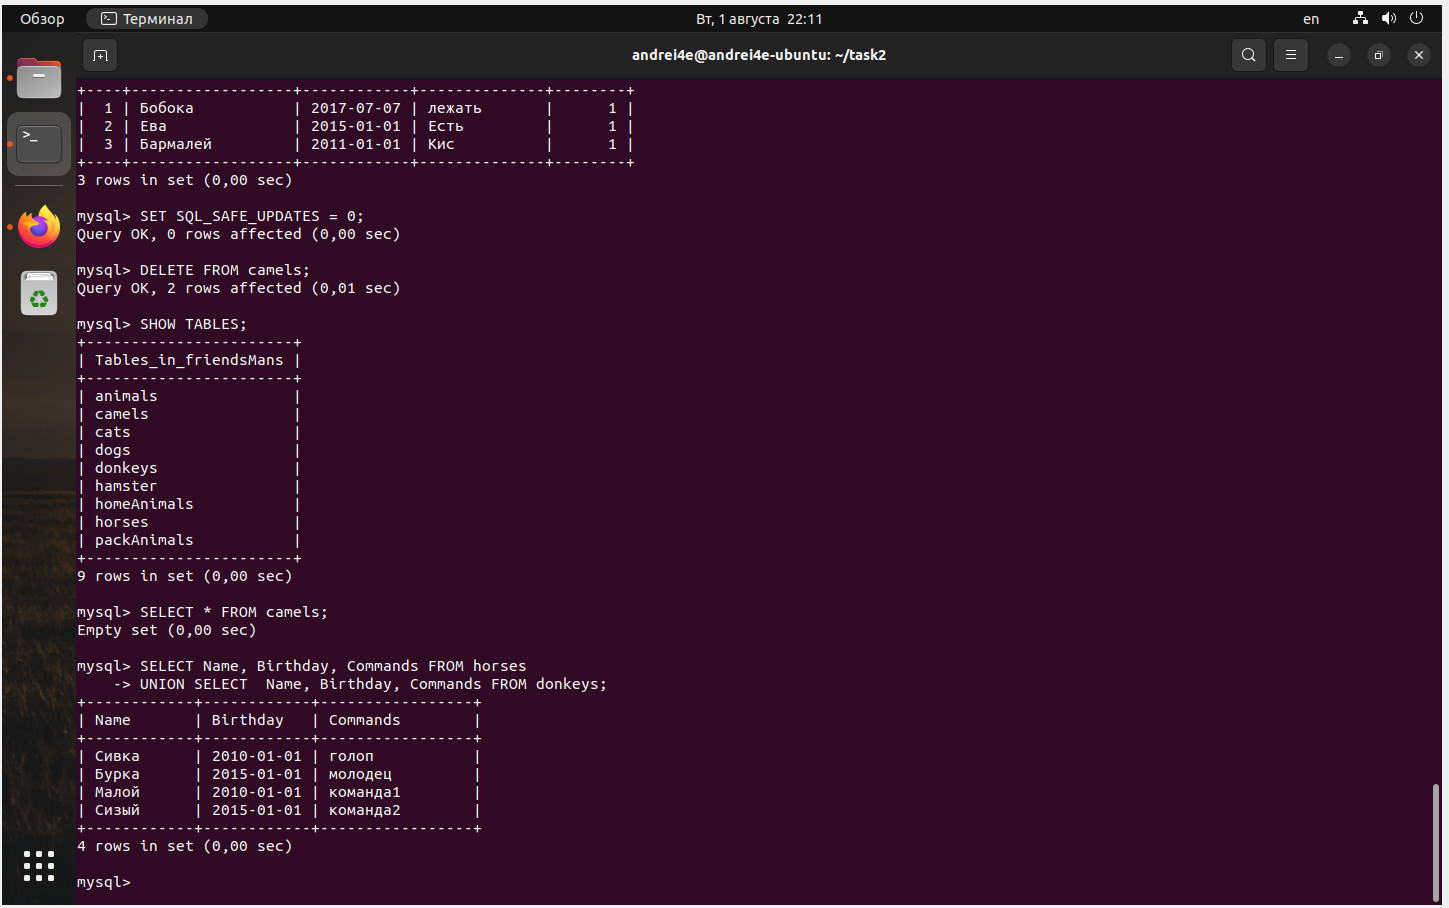 Обзор
Терминал
Вт, 1 августа 22:11
en
andrei4e@andrei4e-ubuntu: ~/task2
+----+------------------+------------+--------------+--------+
|  1 | Бобока           | 2017-07-07 | лежать       |      1 |
|  2 | Ева              | 2015-01-01 | Есть         |      1 |
|  3 | Бармалей         | 2011-01-01 | Кис          |      1 |
+----+------------------+------------+--------------+--------+
3 rows in set (0,00 sec)
mysql> SET SQL_SAFE_UPDATES = 0;
Query OK, 0 rows affected (0,00 sec)
mysql> DELETE FROM camels;
Query OK, 2 rows affected (0,01 sec)
mysql> SHOW TABLES;
+-----------------------+
| Tables_in_friendsMans |
+-----------------------+
| animals               |
| camels                |
| cats                  |
| dogs                  |
| donkeys               |
| hamster               |
| homeAnimals           |
| horses                |
| packAnimals           |
+-----------------------+
9 rows in set (0,00 sec)
mysql> SELECT * FROM camels;
Empty set (0,00 sec)
mysql> SELECT Name, Birthday, Commands FROM horses
    -> UNION SELECT  Name, Birthday, Commands FROM donkeys;
+------------+------------+-----------------+
| Name       | Birthday   | Commands        |
+------------+------------+-----------------+
| Сивка      | 2010-01-01 | голоп           |
| Бурка      | 2015-01-01 | молодец         |
| Малой      | 2010-01-01 | команда1        |
| Сизый      | 2015-01-01 | команда2        |
+------------+------------+-----------------+
4 rows in set (0,00 sec)
mysql>